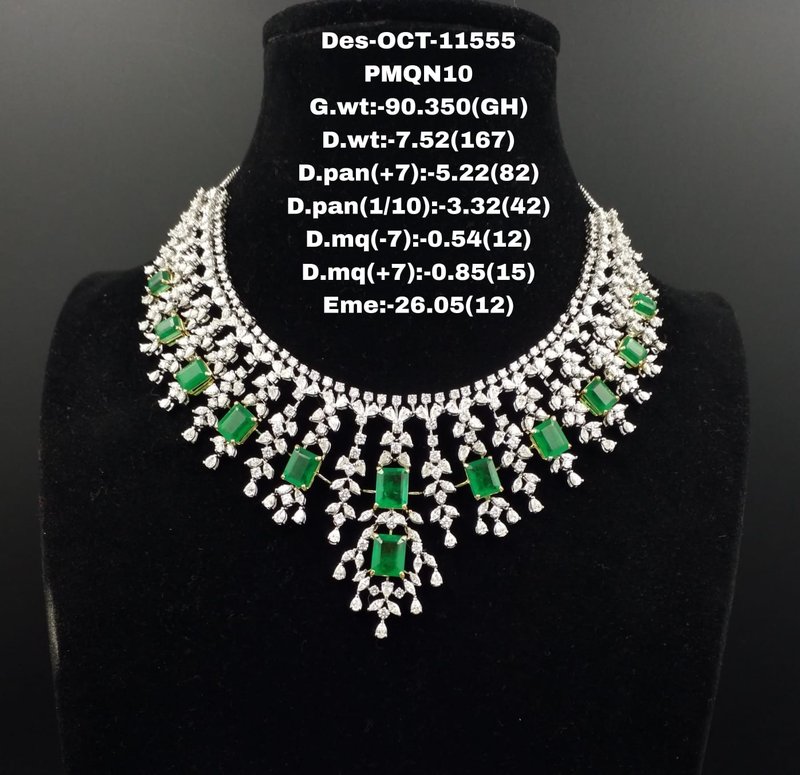 Des-OCT-11555
PMQN10
G.wt:-90.350(GH)
D.wt:-7.52(167)
D.pan(+7):-5.22(82)
D.pan(1/10):-3.32(42)
D.mq(-7):-0.54(12)
D.mq(+7):-0.85(15)
Eme:-26.05(12)